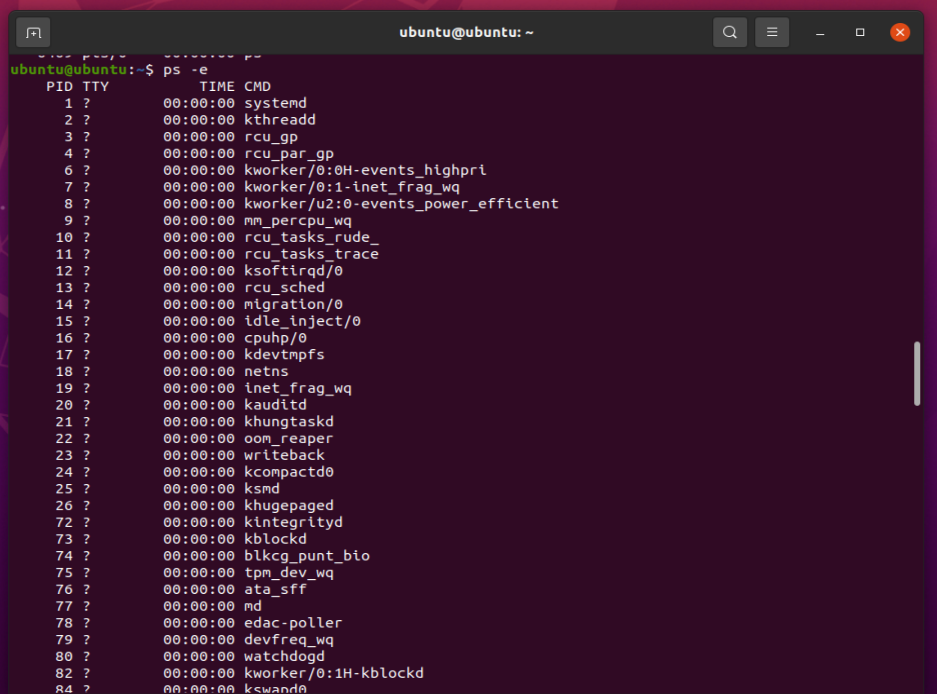 ubuntu@ubuntu: ~
ubuntu@ubuntu:~$ ps -e
PID TTY TIME CMD
1 ? 00:00:00 systemd
2 ? 00:00:00 kthreadd
3 ? 00:00:00 rcu_gp
4 ? 00:00:00 rcu_par_gp
6 ? 00:00:00 kworker/0:0H-events_highpri
7 ? 00:00:00 kworker/0:1-inet_frag_wq
8 ? 00:00:00 kworker/u2:0-events_power_efficient
9 ? 00:00:00 mm_percpu_wq
10 ? 00:00:00 rcu_tasks_rude_
11 ? 00:00:00 rcu_tasks_trace
12 ? 00:00:00 ksoftirqd/0
13 ? 00:00:00 rcu_sched
14 ? 00:00:00 migration/0
15 ? 00:00:00 idle_inject/0
16 ? 00:00:00 cpuhp/0
17 ? 00:00:00 kdevtmpfs
18 ? 00:00:00 netns
19 ? 00:00:00 inet_frag_wq
20 ? 00:00:00 kauditd
21 ? 00:00:00 khungtaskd
22 ? 00:00:00 oom_reaper
23 ? 00:00:00 writeback
24 ? 00:00:00 kcompactd0
25 ? 00:00:00 ksmd
26 ? 00:00:00 khugepaged
72 ? 00:00:00 kintegrityd
73 ? 00:00:00 kblockd
74 ? 00:00:00 blkcg_punt_bio
75 ? 00:00:00 tpm_dev_wq
76 ? 00:00:00 ata_sff
77 ? 00:00:00 md
78 ? 00:00:00 edac-poller
79 ? 00:00:00 devfreq_wq
80 ? 00:00:00 watchdogd
82 ? 00:00:00 kworker/0:1H-kblockd
84 ? 00:00:00 kswapd0